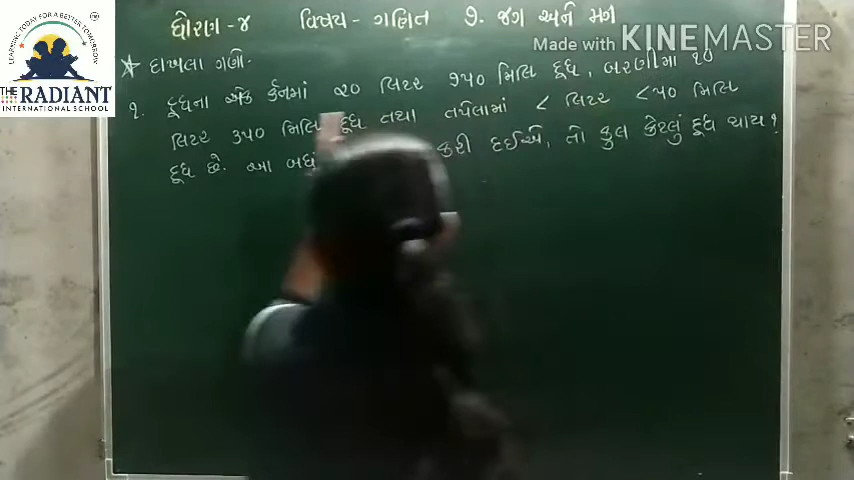 LEARNING TODAY FOR A BETTER TOMORROW
THE RADIANT
INTERNATIONAL SCHOOL
TM
Made with KINEMASTER
ધોરણ - ૪ વિષય - ગણિત ૭. જગ અને મગ
* દાખલા ગણો -
૧. દૂધના એક કેનમાં ૨૦ લિટર ૭૫૦ મિલિ દૂધ, બરણીમાં ૧૦
લિટર ૩૫૦ મિલિ દૂધ તથા તપેલામાં ૮ લિટર ૮૫૦ મિલિ
દૂધ છે. આ બધું કરી દઈએ, તો કુલ કેટલું દૂધ થાય?